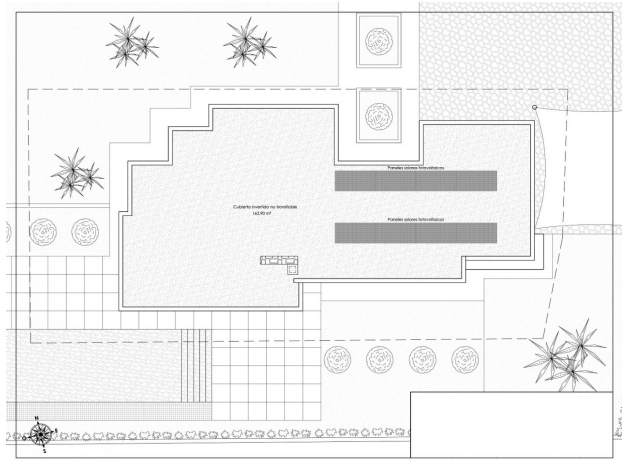 Paneles solares fotovoltaicos
Cubierta invertida no transitable
162.90 m²
Paneles solares fotovoltaicos
N
S